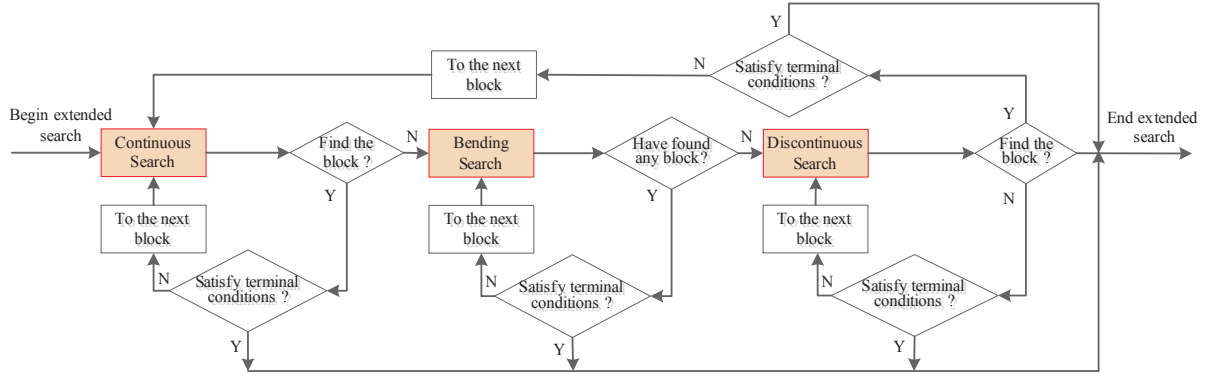 Y
To the next
block
N
Satisfy terminal
conditions ?
Begin extended
search
Continuous
Search
Find the
block ?
N
Bending
Search
Have found
any block?
N
Discontinuous
Search
Y
Find the
block ?
End extended
search
Y
Y
N
To the next
block
To the next
block
To the next
block
N
Satisfy terminal
conditions ?
N
Satisfy terminal
conditions ?
N
Satisfy terminal
conditions ?
Y
Y
Y